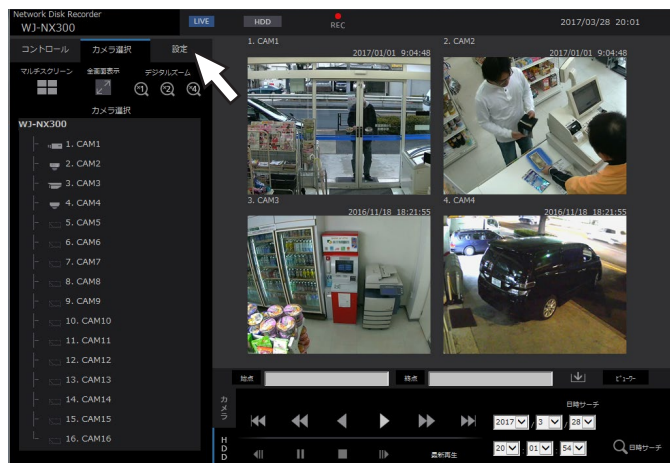 Network Disk Recorder
WJ-NX300
LIVE
HDD
REC
2017/03/28 20:01
コントロール
カメラ選択
設定
マルチスクリーン
全画面表示
デジタルズーム
×1
×2
×4
カメラ選択
WJ-NX300
1. CAM1
2. CAM2
3. CAM3
4. CAM4
5. CAM5
6. CAM6
7. CAM7
8. CAM8
9. CAM9
10. CAM10
11. CAM11
12. CAM12
13. CAM13
14. CAM14
15. CAM15
16. CAM16
1. CAM1
2017/01/01 9:04:48
2. CAM2
2017/01/01 9:04:48
3. CAM3
2016/11/18 18:21:55
4. CAM4
2016/11/18 18:21:55
始点
終点
ビューワー
カメラ
HDD
最新再生
日時サーチ
2017 / 3 / 28
20 : 01 : 54
日時サーチ